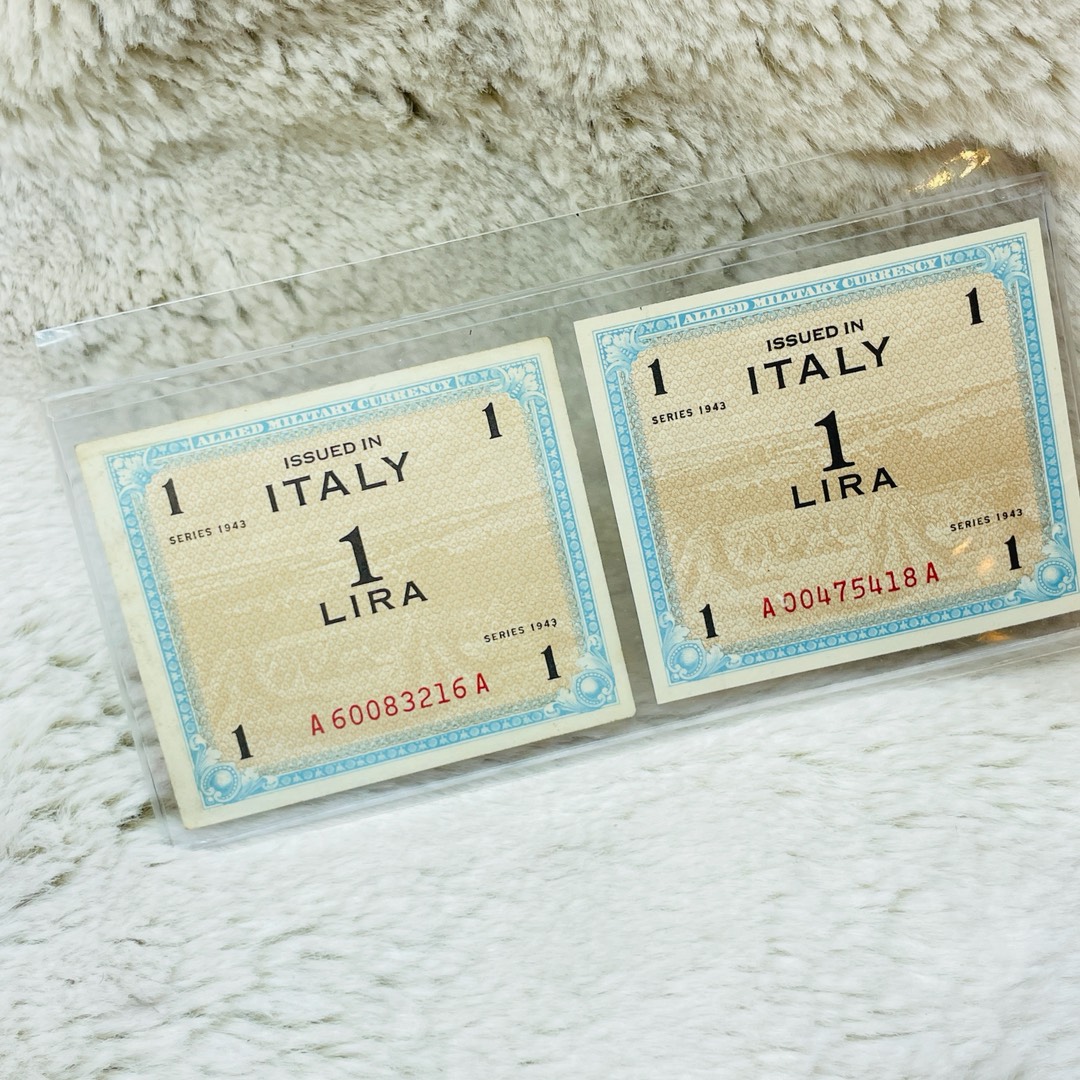 ALLIED MILITARY CURRENCY
ISSUED IN
ITALY
1
1
SERIES 1943
1
LIRA
SERIES 1943
A 60083216 A
1
1
ALLIED MILITARY CURRENCY
ISSUED IN
ITALY
1
1
SERIES 1943
1
LIRA
SERIES 1943
A 00475418 A
1
1